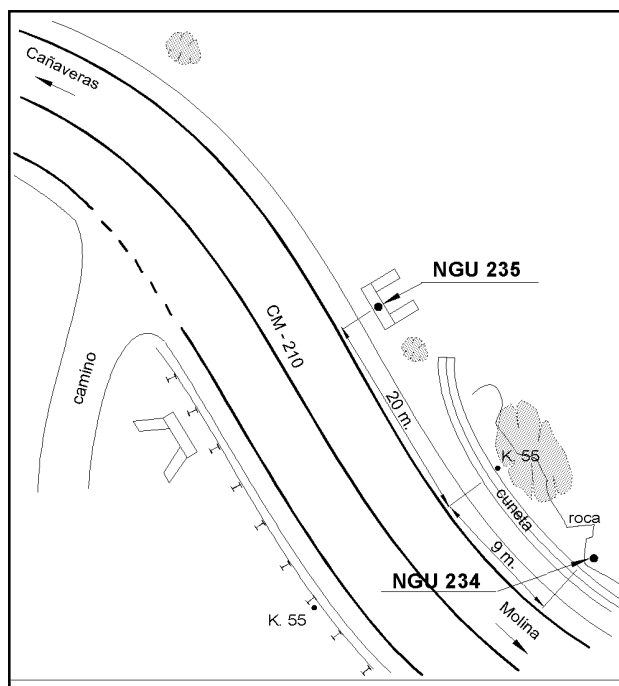 Cañaveras
NGU 235
CM - 210
camino
20 m.
K. 55
cuneta
roca
9 m.
NGU 234
K. 55
Molina